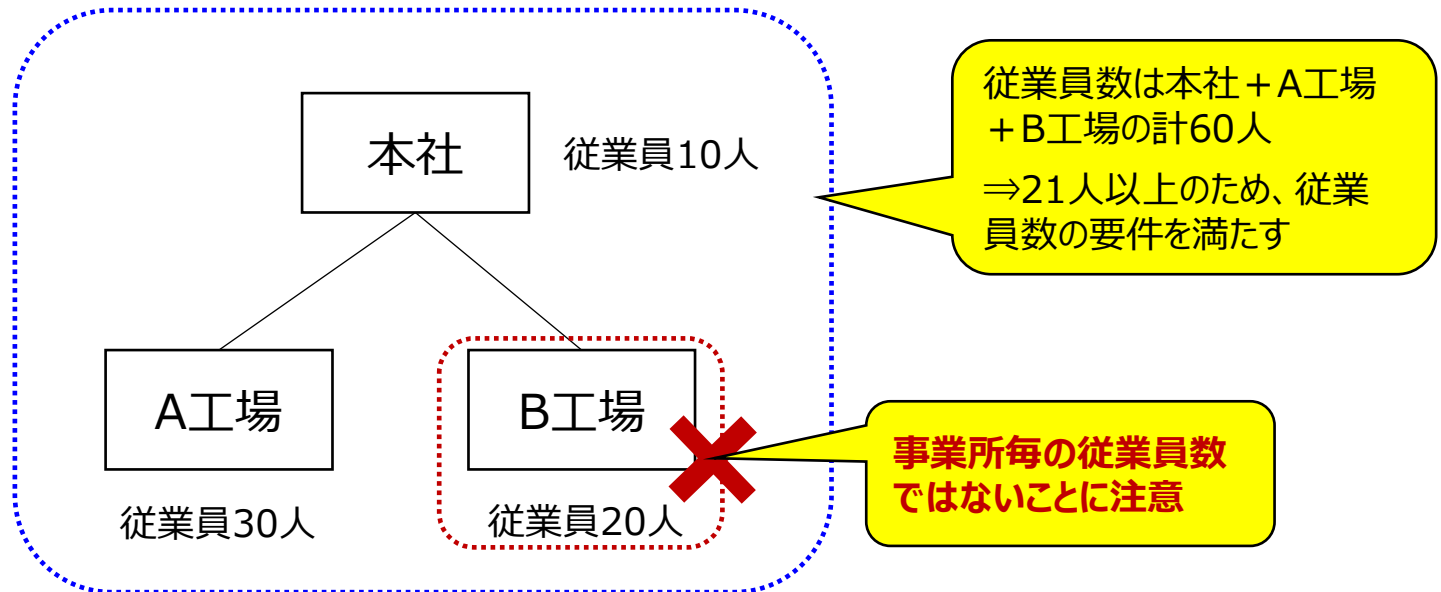 本社
従業員10人
従業員数は本社＋A工場
＋B工場の計60人
⇒21人以上のため、従業
員数の要件を満たす
A工場
B工場
従業員30人
従業員20人
事業所毎の従業員数
ではないことに注意